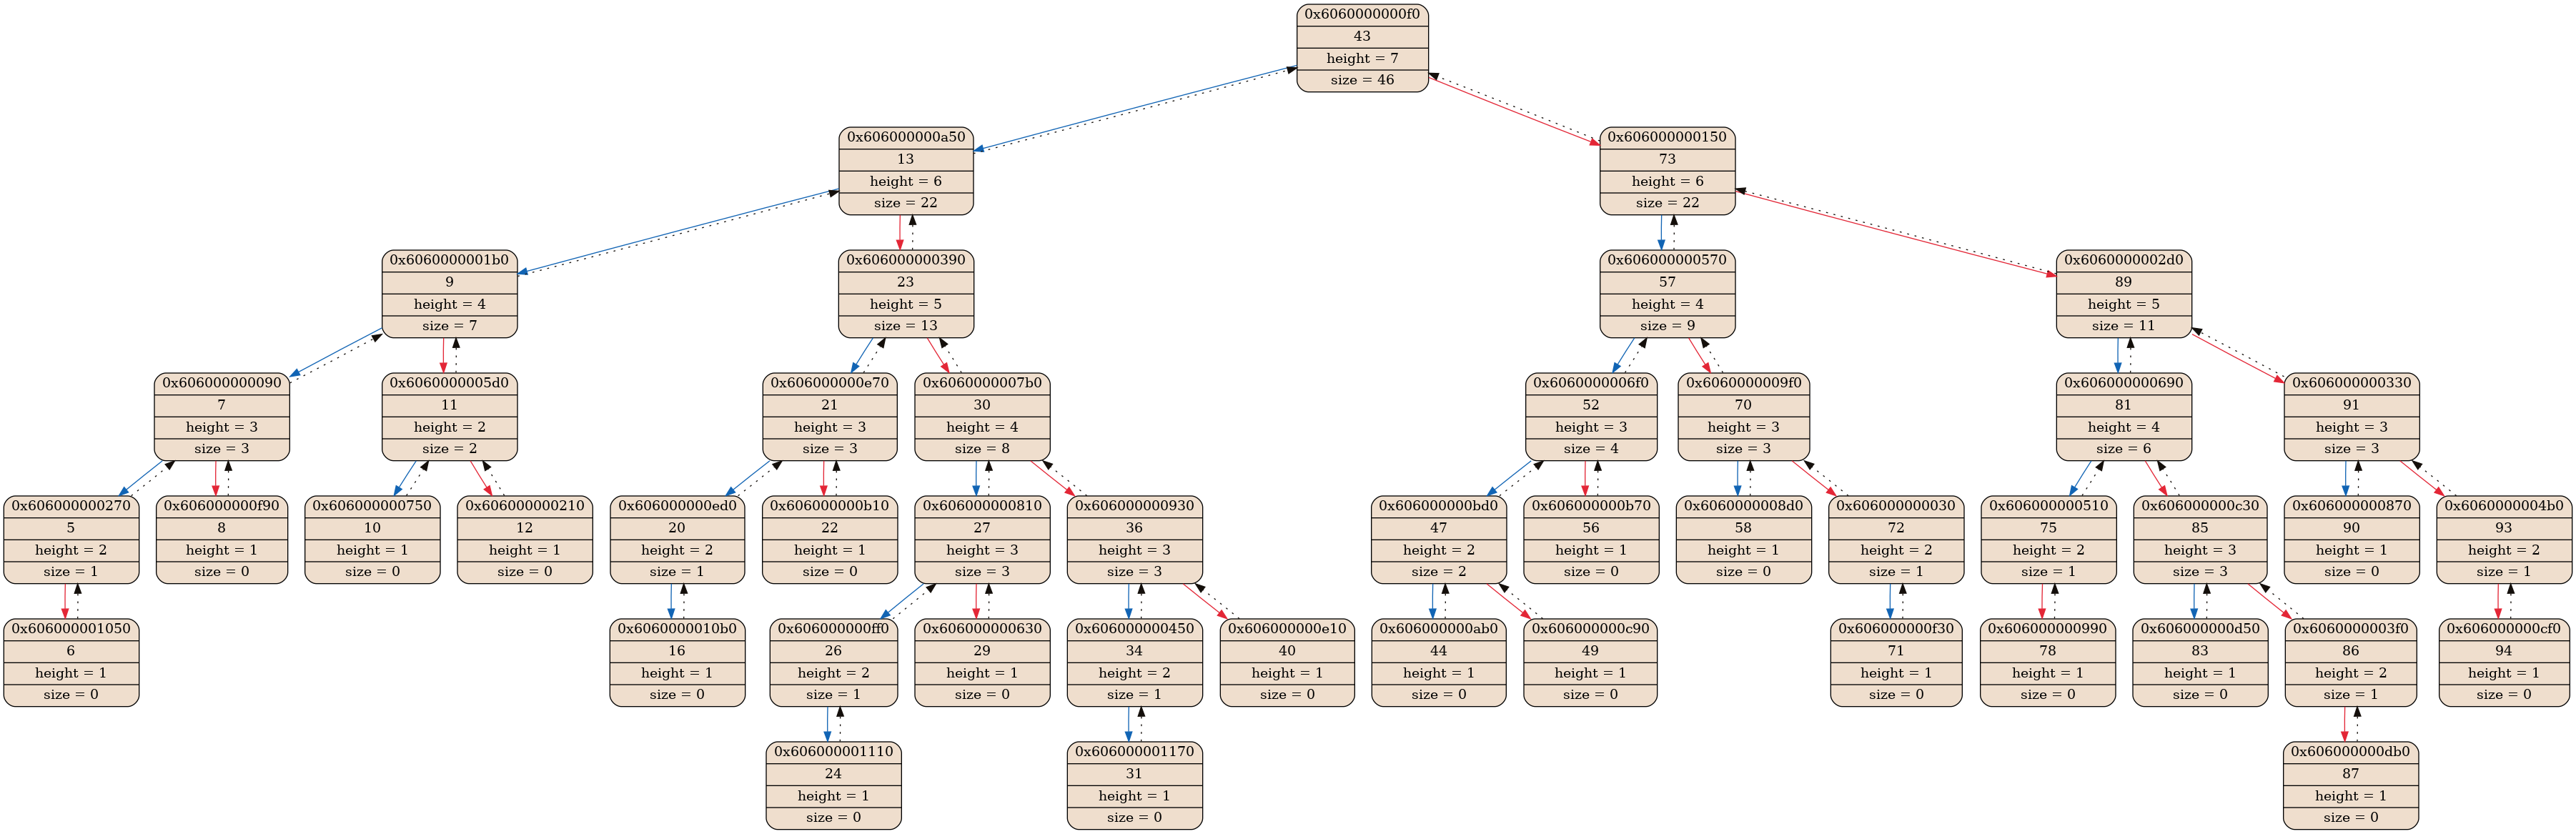 0x6060000000f0
43
height = 7
size = 46
0x606000000a50
13
height = 6
size = 22
0x606000000150
73
height = 6
size = 22
0x6060000001b0
9
height = 4
size = 7
0x606000000390
23
height = 5
size = 13
0x606000000570
57
height = 4
size = 9
0x6060000002d0
89
height = 5
size = 11
0x606000000090
7
height = 3
size = 3
0x6060000005d0
11
height = 2
size = 2
0x606000000e70
21
height = 3
size = 3
0x6060000007b0
30
height = 4
size = 8
0x6060000006f0
52
height = 3
size = 4
0x6060000009f0
70
height = 3
size = 3
0x606000000690
81
height = 4
size = 6
0x606000000330
91
height = 3
size = 3
0x606000000270
5
height = 2
size = 1
0x606000000f90
8
height = 1
size = 0
0x606000000750
10
height = 1
size = 0
0x606000000210
12
height = 1
size = 0
0x606000000ed0
20
height = 2
size = 1
0x606000000b10
22
height = 1
size = 0
0x606000000810
27
height = 3
size = 3
0x606000000930
36
height = 3
size = 3
0x606000000bd0
47
height = 2
size = 2
0x606000000b70
56
height = 1
size = 0
0x6060000008d0
58
height = 1
size = 0
0x606000000030
72
height = 2
size = 1
0x606000000510
75
height = 2
size = 1
0x606000000c30
85
height = 3
size = 3
0x606000000870
90
height = 1
size = 0
0x6060000004b0
93
height = 2
size = 1
0x606000001050
6
height = 1
size = 0
0x6060000010b0
16
height = 1
size = 0
0x606000000ff0
26
height = 2
size = 1
0x606000000630
29
height = 1
size = 0
0x606000000450
34
height = 2
size = 1
0x606000000e10
40
height = 1
size = 0
0x606000000ab0
44
height = 1
size = 0
0x606000000c90
49
height = 1
size = 0
0x606000000f30
71
height = 1
size = 0
0x606000000990
78
height = 1
size = 0
0x606000000d50
83
height = 1
size = 0
0x6060000003f0
86
height = 2
size = 1
0x606000000cf0
94
height = 1
size = 0
0x606000001110
24
height = 1
size = 0
0x606000001170
31
height = 1
size = 0
0x606000000db0
87
height = 1
size = 0